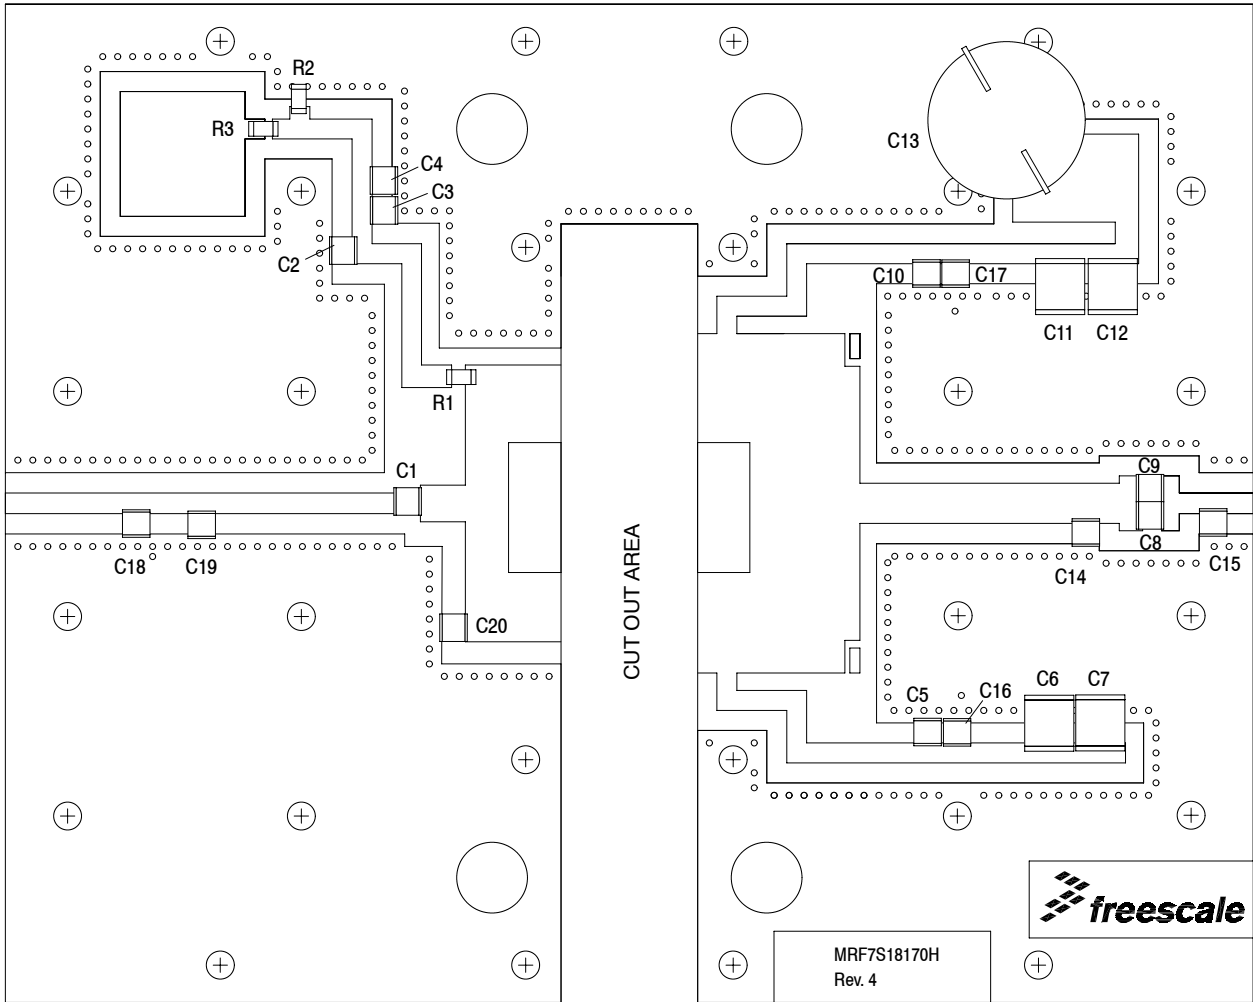 R2
R3
C13
C4
C3
C2
C10
C17
C11
C12
R1
C1
C9
C8
C18
C19
C14
C15
C20
CUT OUT AREA
C5
C16
C6
C7
freescale
MRF7S18170H
Rev. 4